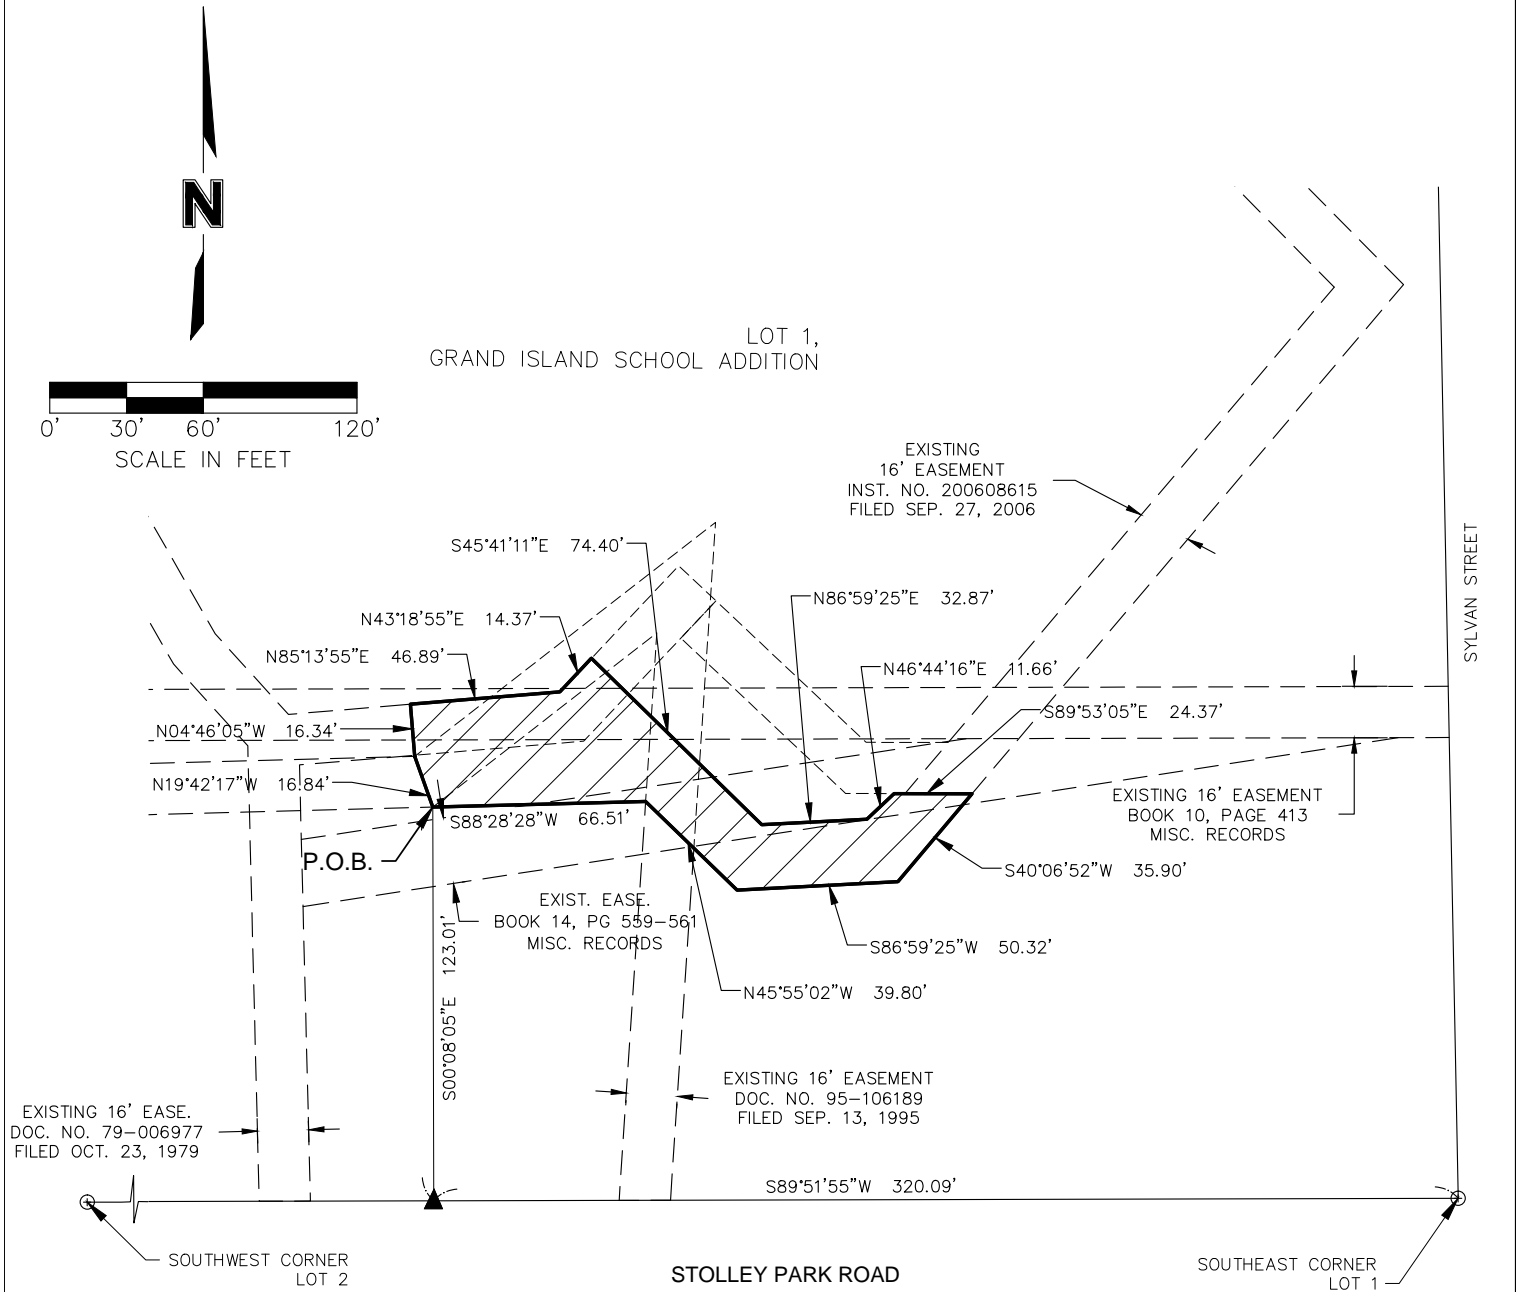 N
LOT 1,
GRAND ISLAND SCHOOL ADDITION
0' 30' 60' 120'
SCALE IN FEET
EXISTING
16' EASEMENT
INST. NO. 200608615
FILED SEP. 27, 2006
SYLVAN STREET
S45°41'11"E 74.40'
N86°59'25"E 32.87'
N43°18'55"E 14.37'
N85°13'55"E 46.89'
N46°44'16"E 11.66'
S89°53'05"E 24.37'
N04°46'05"W 16.34'
N19°42'17"W 16.84'
S88°28'28"W 66.51'
EXISTING 16' EASEMENT
BOOK 10, PAGE 413
MISC. RECORDS
P.O.B.
S40°06'52"W 35.90'
EXIST. EASE.
BOOK 14, PG 559-561
MISC. RECORDS
S86°59'25"W 50.32'
N45°55'02"W 39.80'
S00°08'05"E 123.01'
EXISTING 16' EASEMENT
DOC. NO. 95-106189
FILED SEP. 13, 1995
EXISTING 16' EASE.
DOC. NO. 79-006977
FILED OCT. 23, 1979
S89°51'55"W 320.09'
SOUTHWEST CORNER
LOT 2
STOLLEY PARK ROAD
SOUTHEAST CORNER
LOT 1